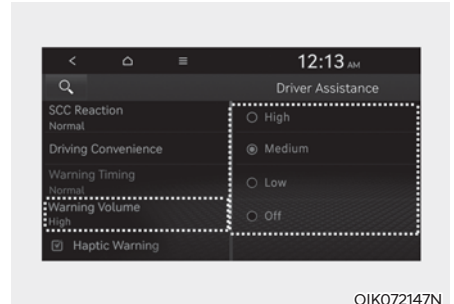 12:13 AM
Driver Assistance
SCC Reaction
Normal
Driving Convenience
Warning Timing
Normal
Warning Volume
High
Haptic Warning
High
Medium
Low
Off
OIK072147N